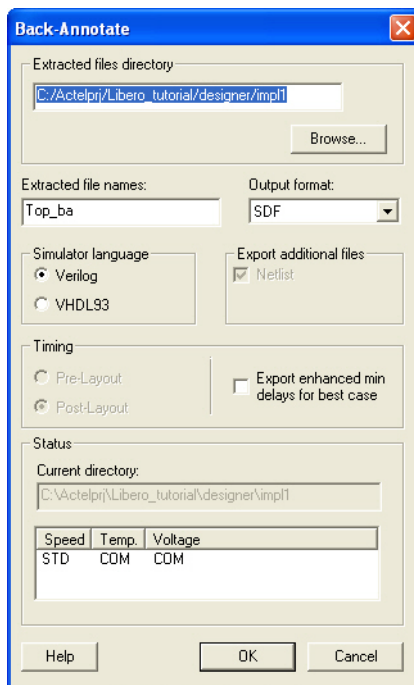 Back-Annotate
Extracted files directory
C:/Actelprj/Libero_tutorial/designer/impl1
Browse...
Extracted file names:
Output format:
Top_ba
SDF
Simulator language
Export additional files
Verilog
Netlist
VHDL93
Timing
Pre-Layout
Export enhanced min
delays for best case
Post-Layout
Status
Current directory:
C:\Actelprj\Libero_tutorial\designer\impl1
Speed Temp. Voltage
STD COM COM
Help OK Cancel